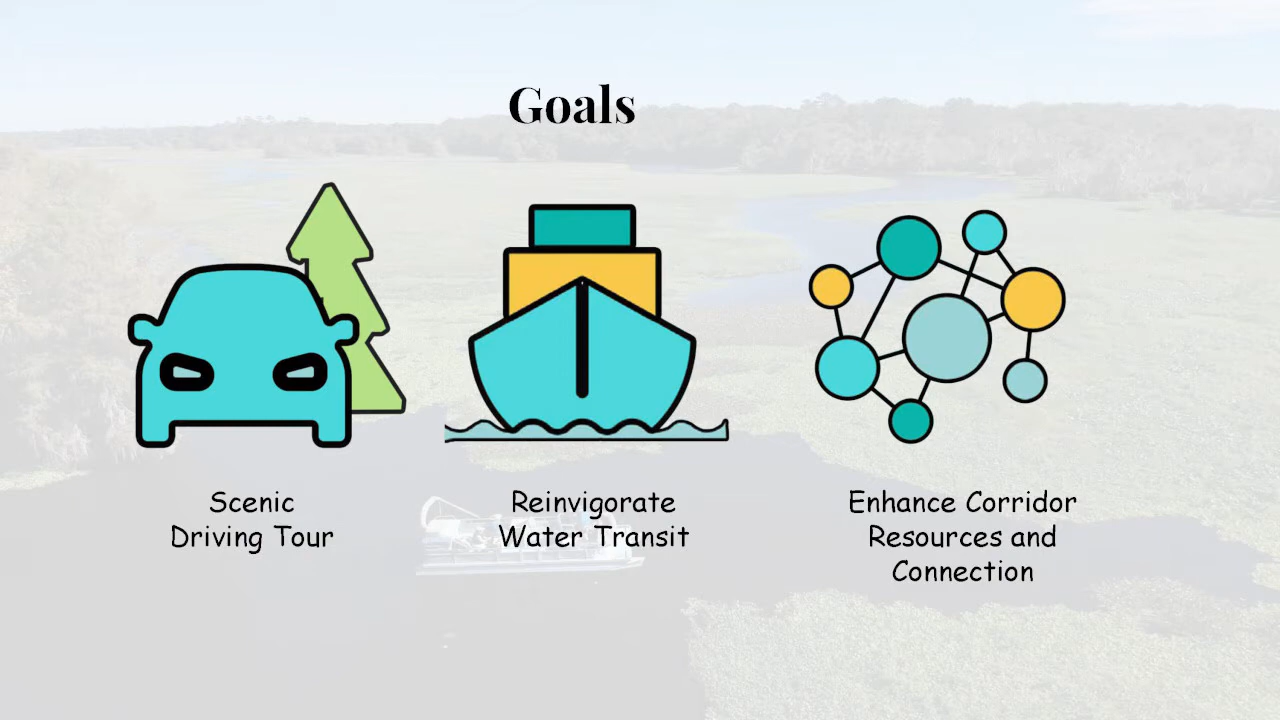 Goals
Scenic
Driving Tour
Reinvigorate
Water Transit
Enhance Corridor
Resources and
Connection